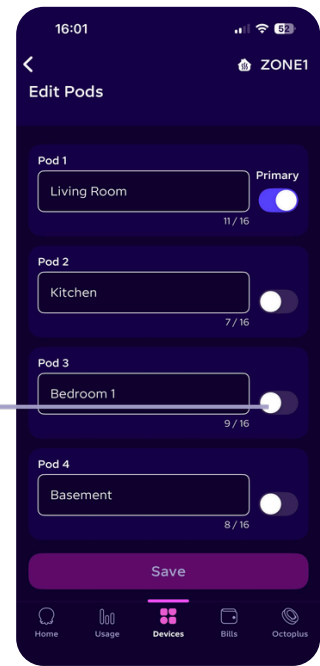 16:01
52
ZONE1
Edit Pods
Pod 1
Primary
Living Room
11/16
Pod 2
Kitchen
7/16
Pod 3
Bedroom 1
9/16
Pod 4
Basement
8/16
Save
Home Usage Devices Bills Octoplus